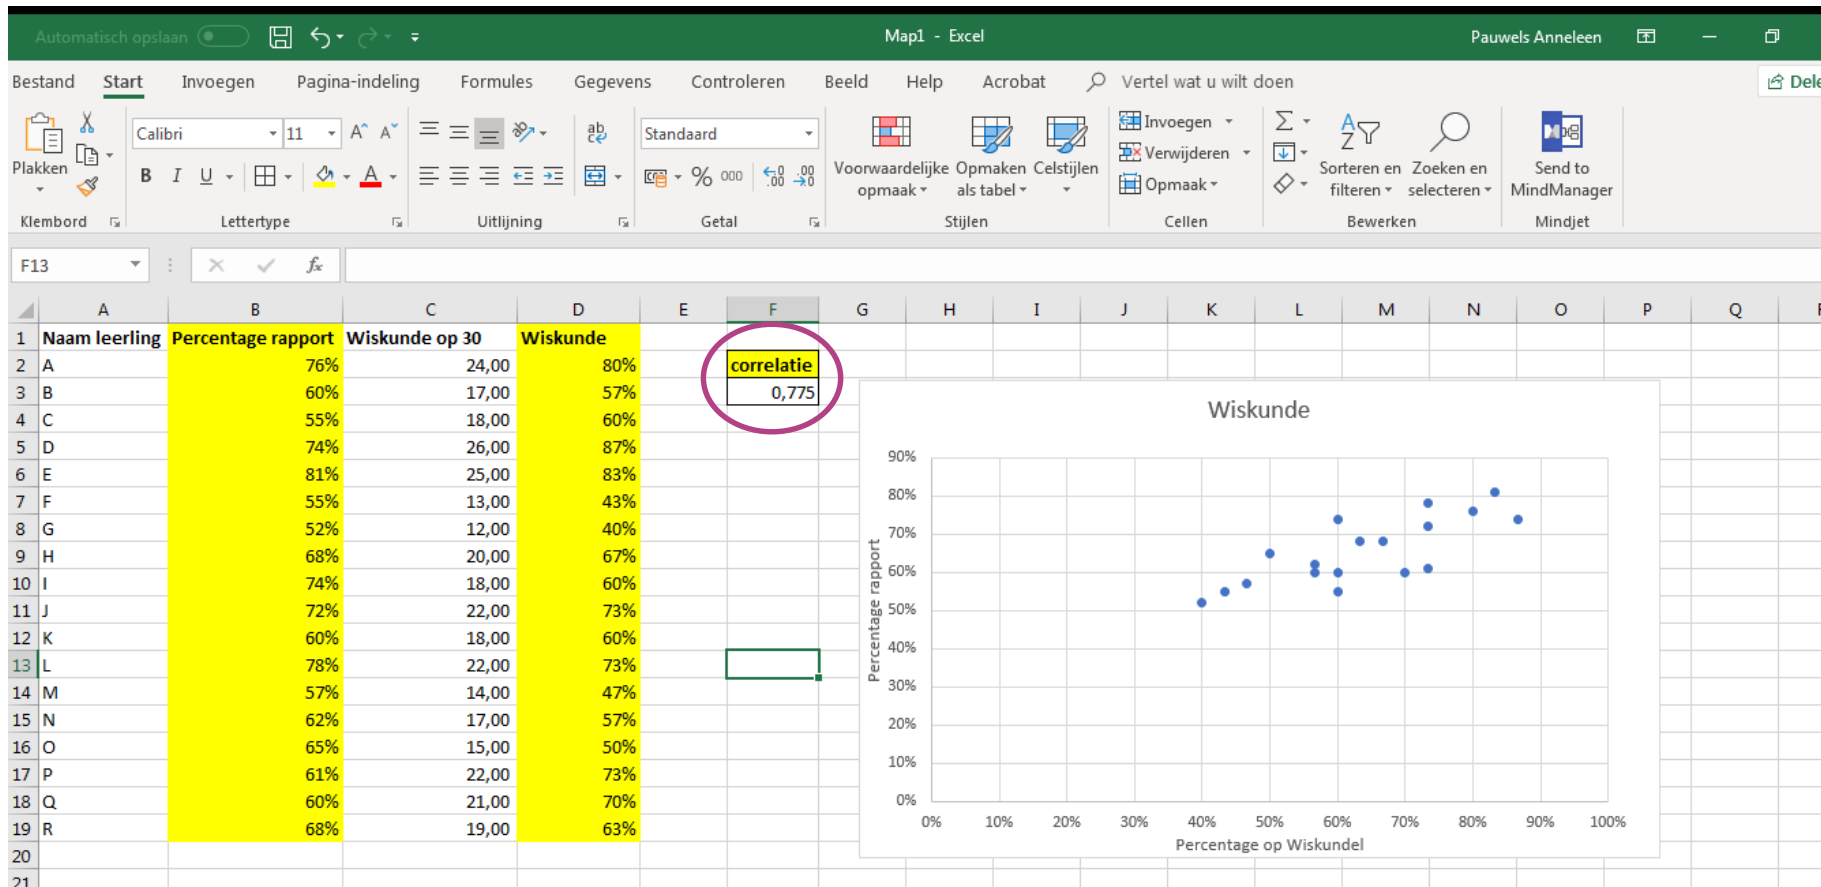 Automatisch opslaan
Map1 - Excel
Pauwels Anneleen
Bestand Start Invoegen Pagina-indeling Formules Gegevens Controleren Beeld Help Acrobat Vertel wat u wilt doen
Calibri 11
Standaard
Plakken
B I U
% 000
Voorwaardelijke opmaak
Opmaken als tabel
Celstijlen
Invoegen
Verwijderen
Opmaak
Sorteren en filteren
Zoeken en selecteren
Send to MindManager
Klembord Lettertype Uitlijning Getal Stijlen Cellen Bewerken Mindjet
F13 fx
A B C D E F G H I J K L M N O P Q
1 Naam leerling Percentage rapport Wiskunde op 30 Wiskunde
2 A 76% 24,00 80% correlatie
3 B 60% 17,00 57% 0,775
4 C 55% 18,00 60%
5 D 74% 26,00 87%
6 E 81% 25,00 83%
7 F 55% 13,00 43%
8 G 52% 12,00 40%
9 H 68% 20,00 67%
10 I 74% 18,00 60%
11 J 72% 22,00 73%
12 K 60% 18,00 60%
13 L 78% 22,00 73%
14 M 57% 14,00 47%
15 N 62% 17,00 57%
16 O 65% 15,00 50%
17 P 61% 22,00 73%
18 Q 60% 21,00 70%
19 R 68% 19,00 63%
20
21
Wiskunde
90%
80%
70%
60%
50%
40%
30%
20%
10%
0%
Percentage rapport
0% 10% 20% 30% 40% 50% 60% 70% 80% 90% 100%
Percentage op Wiskundel